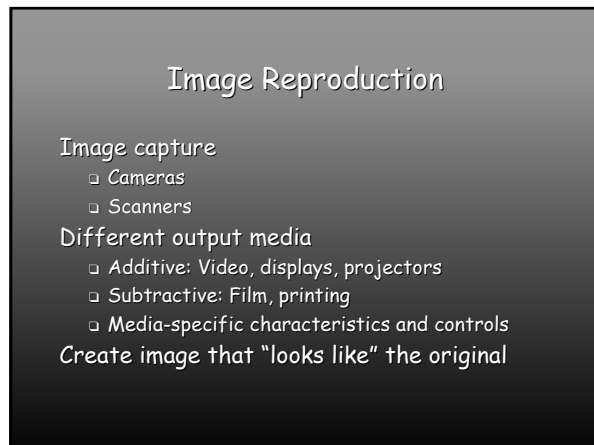 Image Reproduction
Image capture
❑ Cameras
❑ Scanners
Different output media
❑ Additive: Video, displays, projectors
❑ Subtractive: Film, printing
❑ Media-specific characteristics and controls
Create image that “looks like” the original